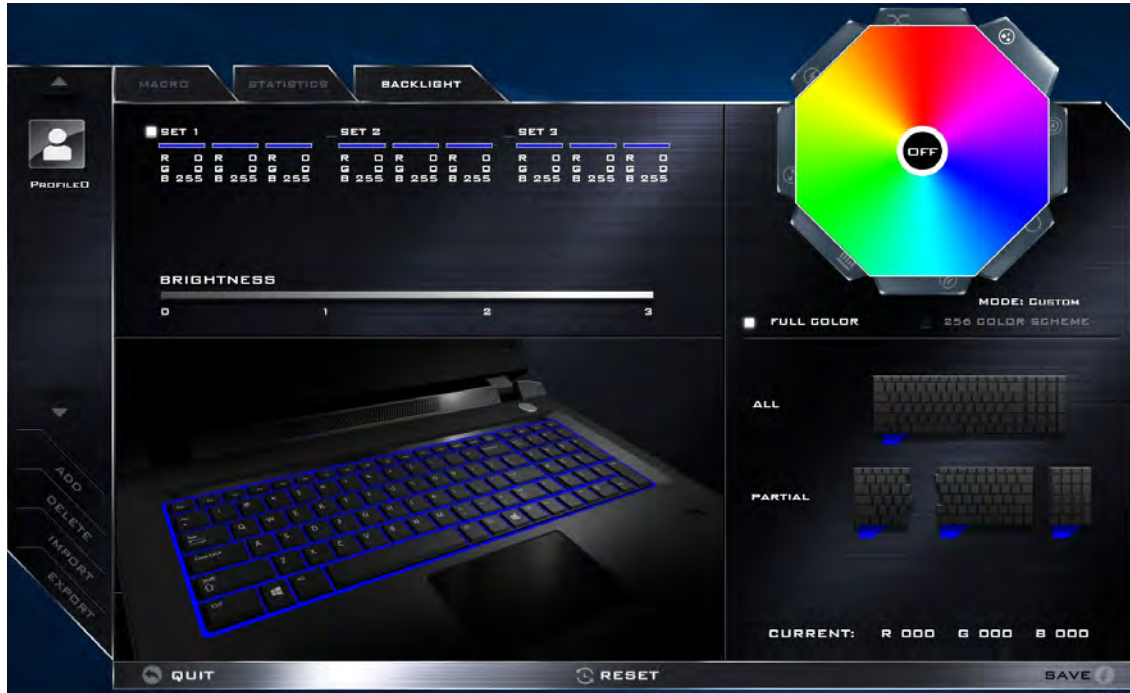 MACRO STATISTICS BACKLIGHT
PROFILE0
SET 1 SET 2 SET 3
R 0 R 0 R 0 R 0 R 0 R 0 R 0 R 0 R 0
G 0 G 0 G 0 G 0 G 0 G 0 G 0 G 0 G 0
B 255 B 255 B 255 B 255 B 255 B 255 B 255 B 255 B 255
BRIGHTNESS
0 1 2 3
OFF
MODE: CUSTOM
FULL COLOR 256 COLOR SCHEME
ALL
PARTIAL
ADD
DELETE
IMPORT
EXPORT
CURRENT: R 000 G 000 B 000
QUIT RESET SAVE